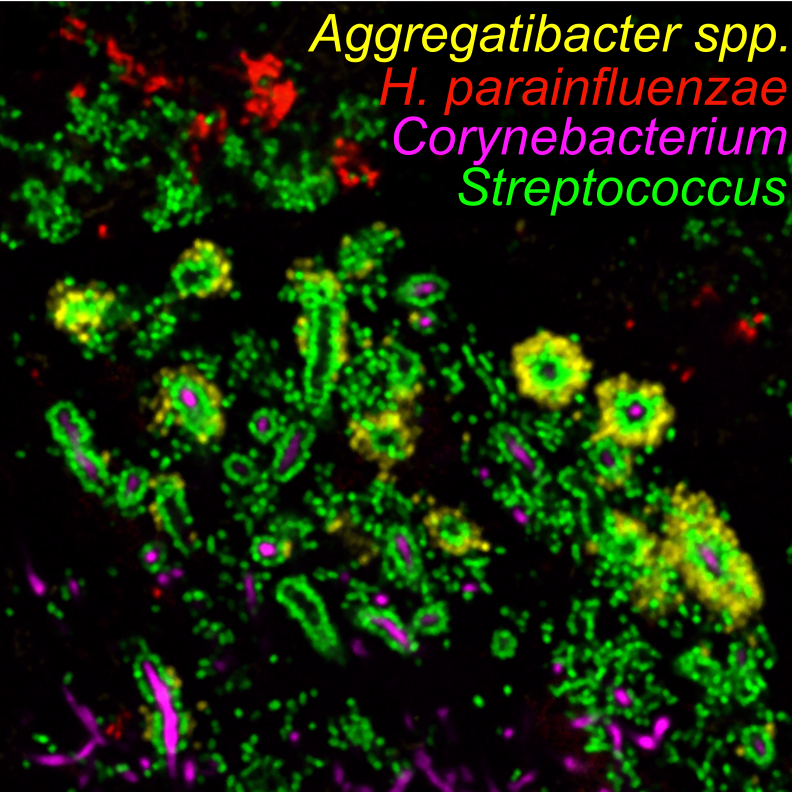 Aggregatibacter spp.
H. parainfluenzae
Corynebacterium
Streptococcus